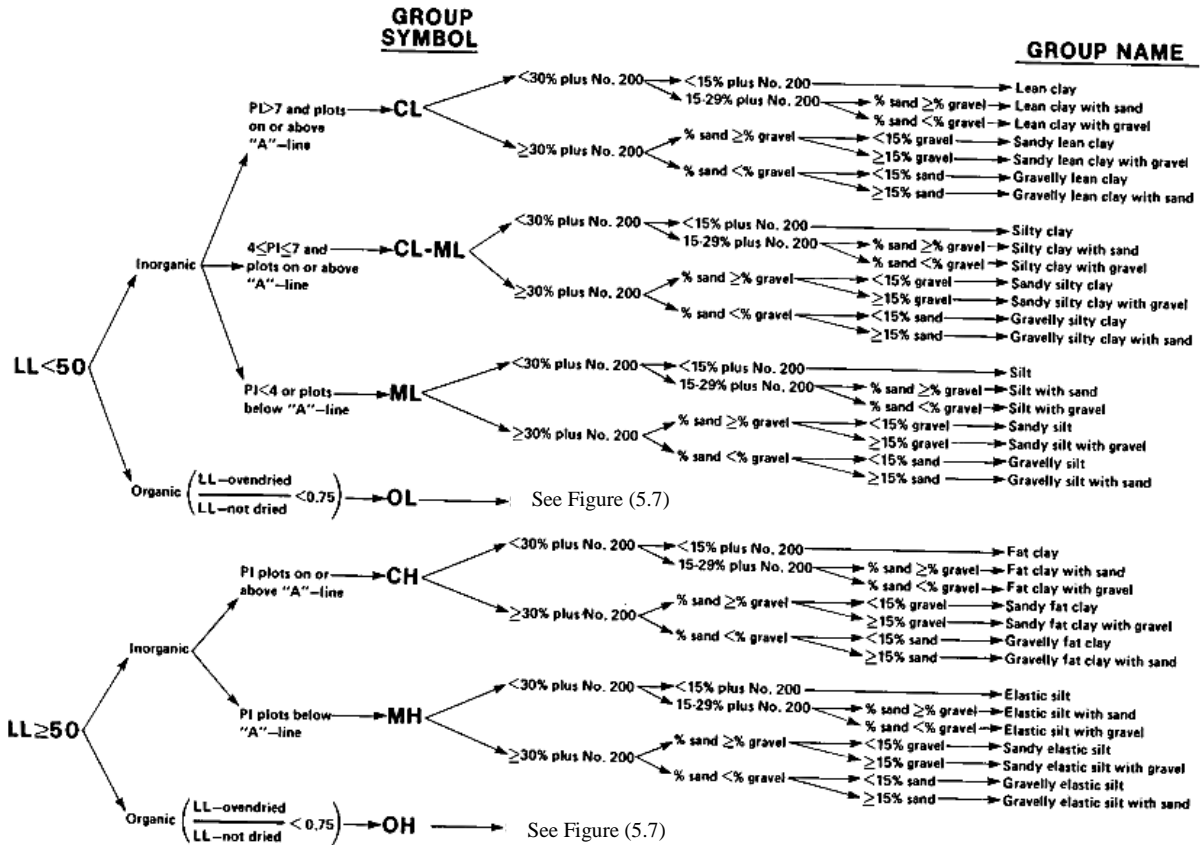 GROUP
SYMBOL
GROUP NAME
LL<50
Inorganic
PI>7 and plots
on or above
"A"—line
CL
<30% plus No. 200
<15% plus No. 200
Lean clay
15-29% plus No. 200
% sand ≥% gravel
Lean clay with sand
% sand <% gravel
Lean clay with gravel
≥30% plus No. 200
% sand ≥% gravel
<15% gravel
Sandy lean clay
≥15% gravel
Sandy lean clay with gravel
% sand <% gravel
<15% sand
Gravelly lean clay
≥15% sand
Gravelly lean clay with sand
4≤PI≤7 and
plots on or above
"A"—line
CL-ML
<30% plus No. 200
<15% plus No. 200
Silty clay
15-29% plus No. 200
% sand ≥% gravel
Silty clay with sand
% sand <% gravel
Silty clay with gravel
≥30% plus No. 200
% sand ≥% gravel
<15% gravel
Sandy silty clay
≥15% gravel
Sandy silty clay with gravel
% sand <% gravel
<15% sand
Gravelly silty clay
≥15% sand
Gravelly silty clay with sand
PI<4 or plots
below "A"—line
ML
<30% plus No. 200
<15% plus No. 200
Silt
15-29% plus No. 200
% sand ≥% gravel
Silt with sand
% sand <% gravel
Silt with gravel
≥30% plus No. 200
% sand ≥% gravel
<15% gravel
Sandy silt
≥15% gravel
Sandy silt with gravel
% sand <% gravel
<15% sand
Gravelly silt
≥15% sand
Gravelly silt with sand
Organic
LL—ovendried
LL—not dried
<0.75
OL
See Figure (5.7)
LL≥50
Inorganic
PI plots on or
above "A"—line
CH
<30% plus No. 200
<15% plus No. 200
Fat clay
15-29% plus No. 200
% sand ≥% gravel
Fat clay with sand
% sand <% gravel
Fat clay with gravel
≥30% plus No. 200
% sand ≥% gravel
<15% gravel
Sandy fat clay
≥15% gravel
Sandy fat clay with gravel
% sand <% gravel
<15% sand
Gravelly fat clay
≥15% sand
Gravelly fat clay with sand
PI plots below
"A"—line
MH
<30% plus No. 200
<15% plus No. 200
Elastic silt
15-29% plus No. 200
% sand ≥% gravel
Elastic silt with sand
% sand <% gravel
Elastic silt with gravel
≥30% plus No. 200
% sand ≥% gravel
<15% gravel
Sandy elastic silt
≥15% gravel
Sandy elastic silt with gravel
% sand <% gravel
<15% sand
Gravelly elastic silt
≥15% sand
Gravelly elastic silt with sand
Organic
LL—ovendried
LL—not dried
<0.75
OH
See Figure (5.7)